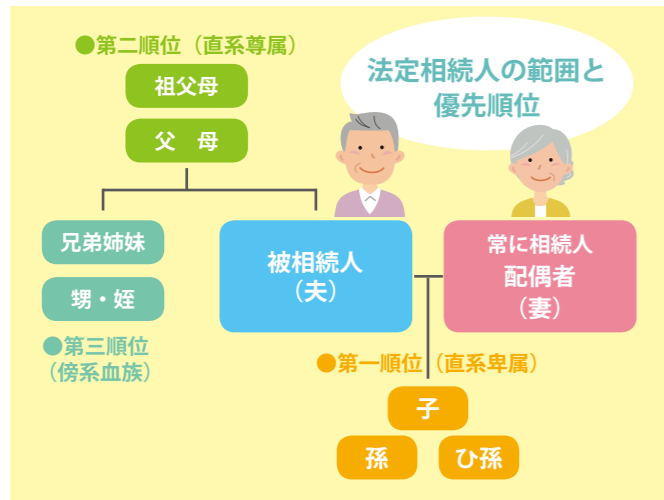 法定相続人の範囲と
優先順位
●第二順位（直系尊属）
祖父母
父　母
兄弟姉妹
甥・姪
●第三順位
（傍系血族）
被相続人
（夫）
常に相続人
配偶者
（妻）
●第一順位（直系卑属）
子
孫
ひ孫